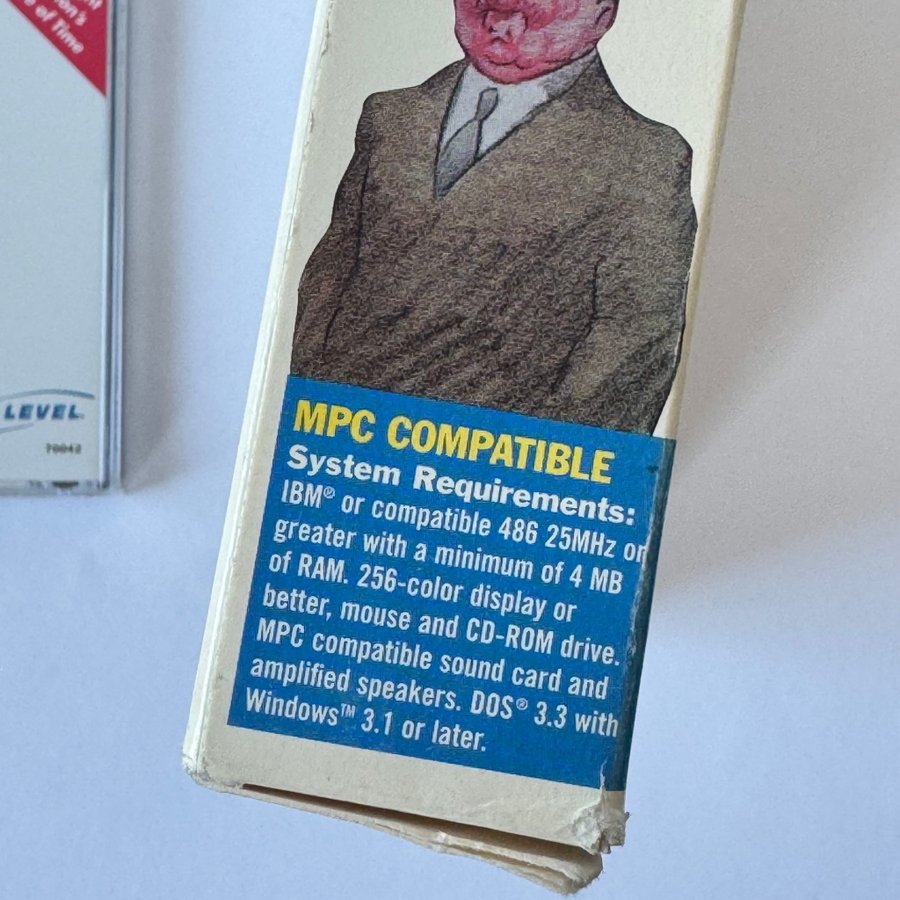 of Time
LEVEL
70042
MPC COMPATIBLE
System Requirements:
IBM® or compatible 486 25MHz or
greater with a minimum of 4 MB
of RAM. 256-color display or
better, mouse and CD-ROM drive.
MPC compatible sound card and
amplified speakers. DOS® 3.3 with
Windows™ 3.1 or later.